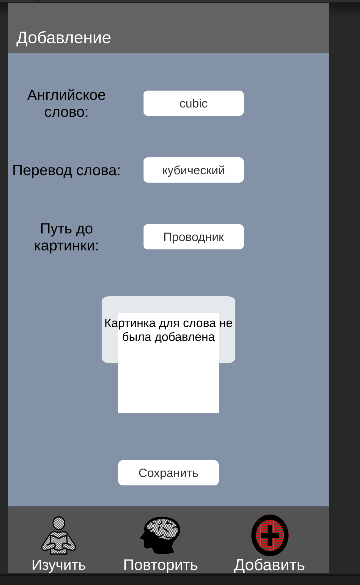 Добавление
Английское
слово:
cubic
Перевод слова:
кубический
Путь до
картинки:
Проводник
Картинка для слова не
была добавлена
Сохранить
Изучить
Повторить
Добавить